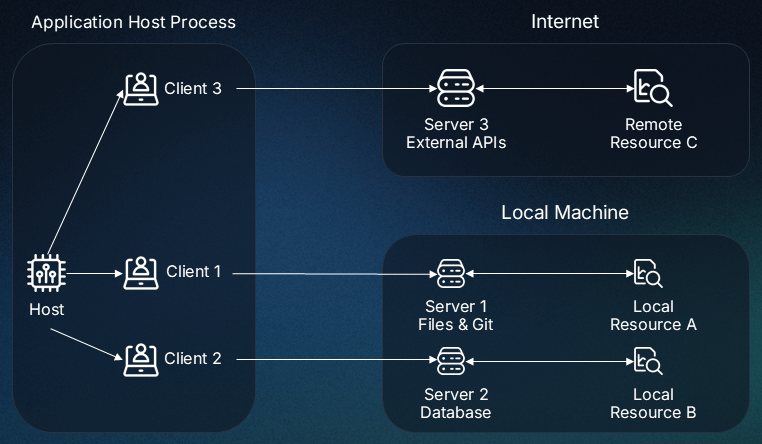 Application Host Process
Internet
Client 3
Server 3
External APIs
Remote
Resource C
Local Machine
Host
Client 1
Server 1
Files & Git
Local
Resource A
Client 2
Server 2
Database
Local
Resource B